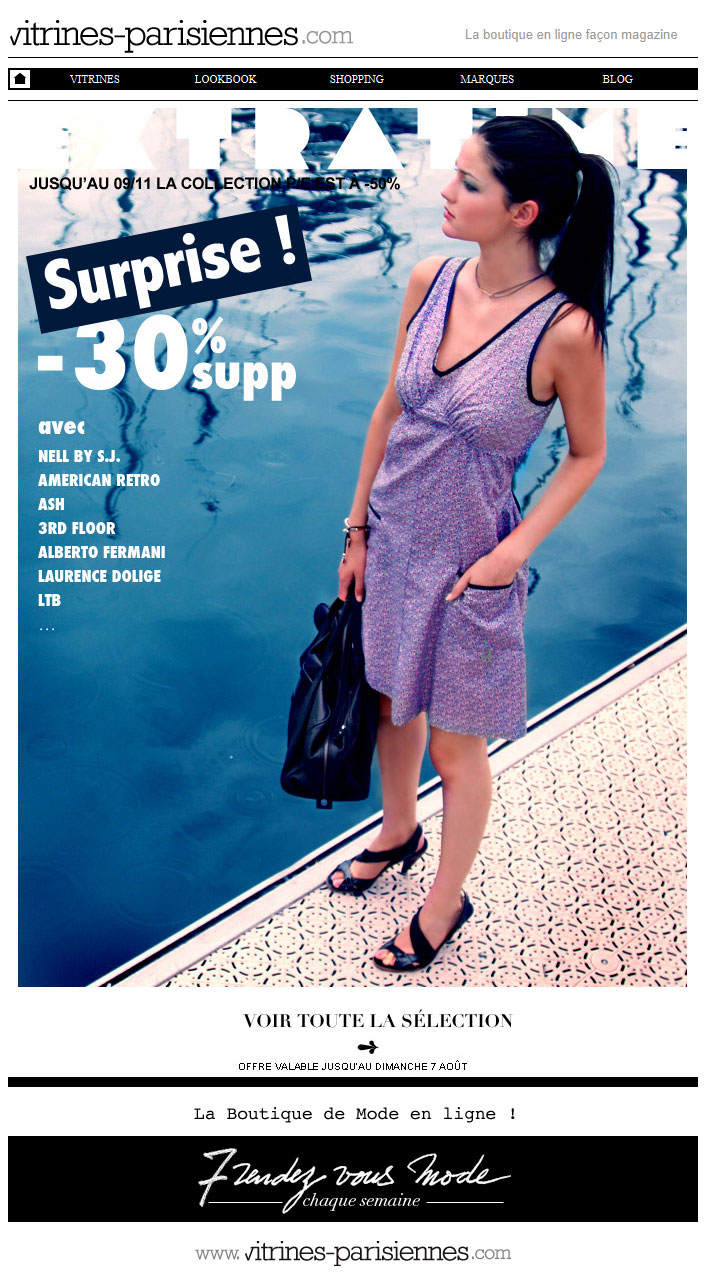 vitrines-parisiennes.com
La boutique en ligne façon magazine
VITRINES LOOKBOOK SHOPPING MARQUES BLOG
EXTRATIME
JUSQU'AU 09/11 LA COLLECTION P/E EST À -50%
Surprise !
-30% supp
avec
NELL BY S.J.
AMERICAN RETRO
ASH
3RD FLOOR
ALBERTO FERMANI
LAURENCE DOLIGE
LTB
...
VOIR TOUTE LA SÉLECTION
OFFRE VALABLE JUSQU'AU DIMANCHE 7 AOÛT
La Boutique de Mode en ligne !
7 rendez vous Mode
chaque semaine
www.vitrines-parisiennes.com